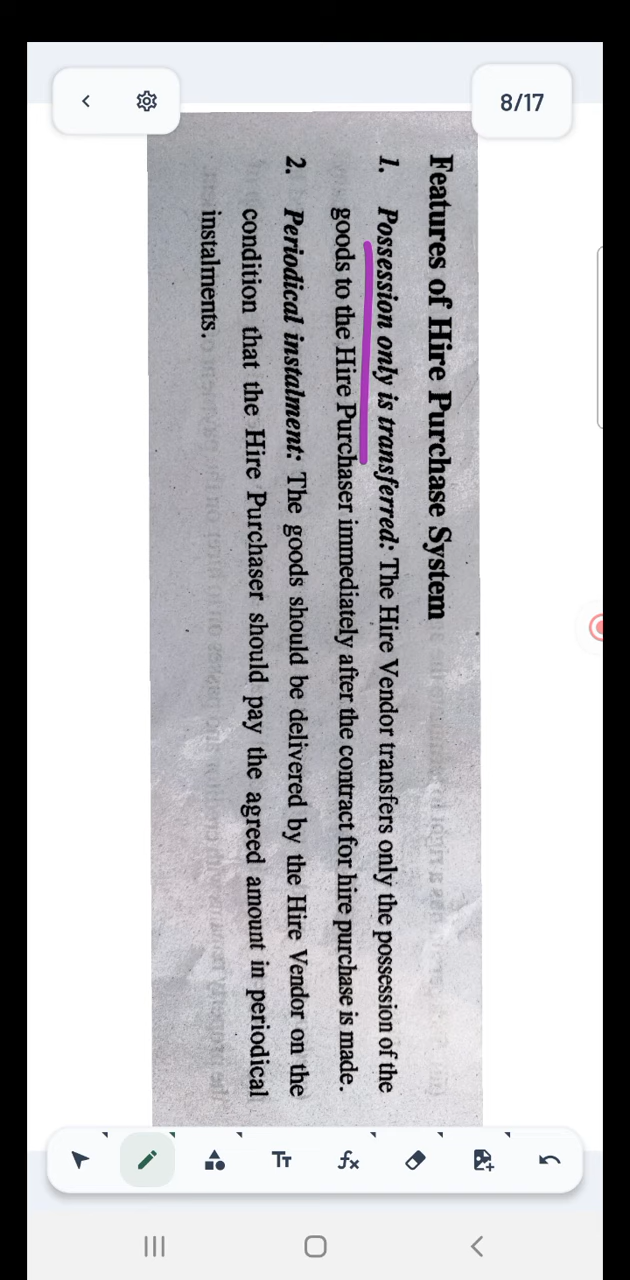 8/17
Features of Hire Purchase System
1. Possession only is transferred: The Hire Vendor transfers only the possession of the
goods to the Hire Purchaser immediately after the contract for hire purchase is made.
2. Periodical instalment: The goods should be delivered by the Hire Vendor on the
condition that the Hire Purchaser should pay the agreed amount in periodical
instalments.
Tт
fx